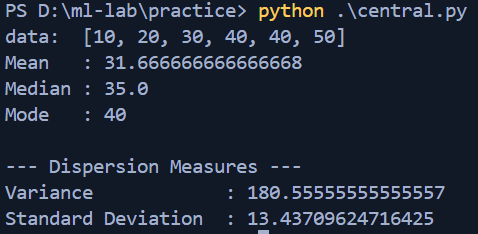 PS D:\ml-lab\practice> python .\central.py
data:  [10, 20, 30, 40, 40, 50]
Mean   : 31.666666666666668
Median : 35.0
Mode   : 40
--- Dispersion Measures ---
Variance            : 180.55555555555557
Standard Deviation  : 13.43709624716425